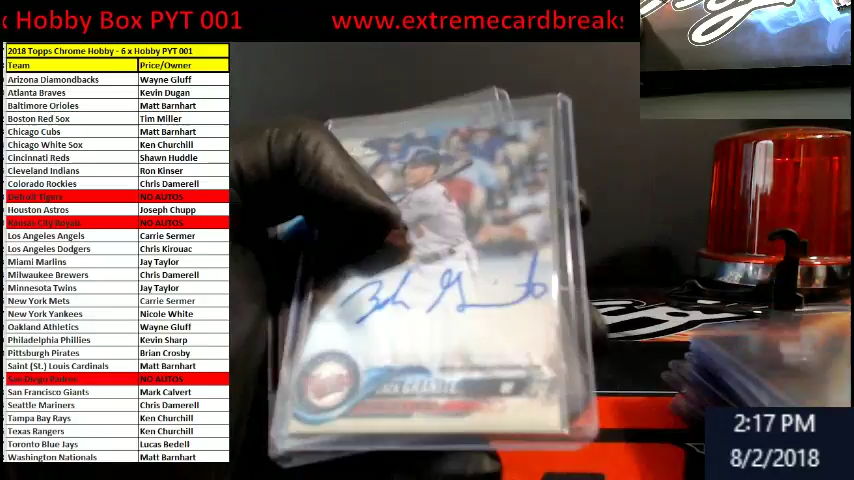 Hobby Box PYT 001
www.extremecardbreaks
2018 Topps Chrome Hobby - 6 x Hobby PYT 001
Team Price/Owner
Arizona Diamondbacks Wayne Gluff
Atlanta Braves Kevin Dugan
Baltimore Orioles Matt Barnhart
Boston Red Sox Tim Miller
Chicago Cubs Matt Barnhart
Chicago White Sox Ken Churchill
Cincinnati Reds Shawn Huddle
Cleveland Indians Ron Kinser
Colorado Rockies Chris Damerell
Detroit Tigers NO AUTOS
Houston Astros Joseph Chupp
Kansas City Royals NO AUTOS
Los Angeles Angels Carrie Sermer
Los Angeles Dodgers Chris Kirouac
Miami Marlins Jay Taylor
Milwaukee Brewers Chris Damerell
Minnesota Twins Jay Taylor
New York Mets Carrie Sermer
New York Yankees Nicole White
Oakland Athletics Wayne Gluff
Philadelphia Phillies Kevin Sharp
Pittsburgh Pirates Brian Crosby
Saint (St.) Louis Cardinals Matt Barnhart
San Diego Padres NO AUTOS
San Francisco Giants Mark Calvert
Seattle Mariners Chris Damerell
Tampa Bay Rays Ken Churchill
Texas Rangers Ken Churchill
Toronto Blue Jays Lucas Bedell
Washington Nationals Matt Barnhart
2:17 PM
8/2/2018